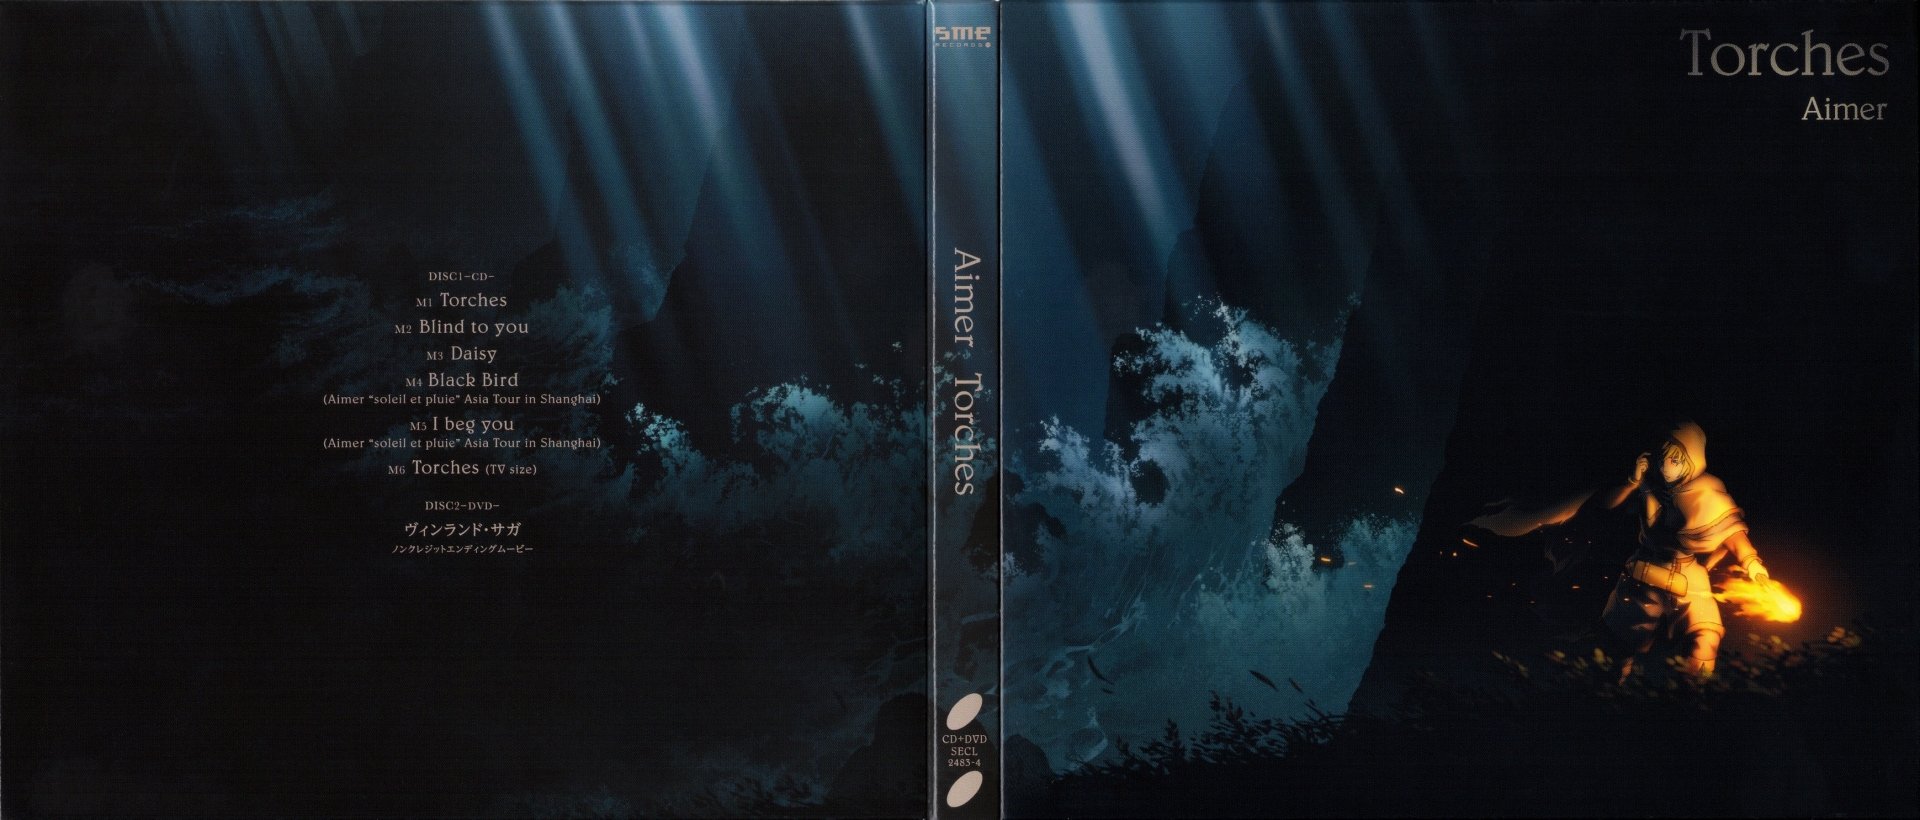 DISC1-CD-
M1 Torches
M2 Blind to you
M3 Daisy
M4 Black Bird
(Aimer “soleil et pluie” Asia Tour in Shanghai)
M5 I beg you
(Aimer “soleil et pluie” Asia Tour in Shanghai)
M6 Torches (TV size)
DISC2-DVD-
ヴィンランド・サガ
ノンクレジットエンディングムービー
sme
RECORDS
Aimer Torches
CD+DVD
SECL
2483-4
Torches
Aimer